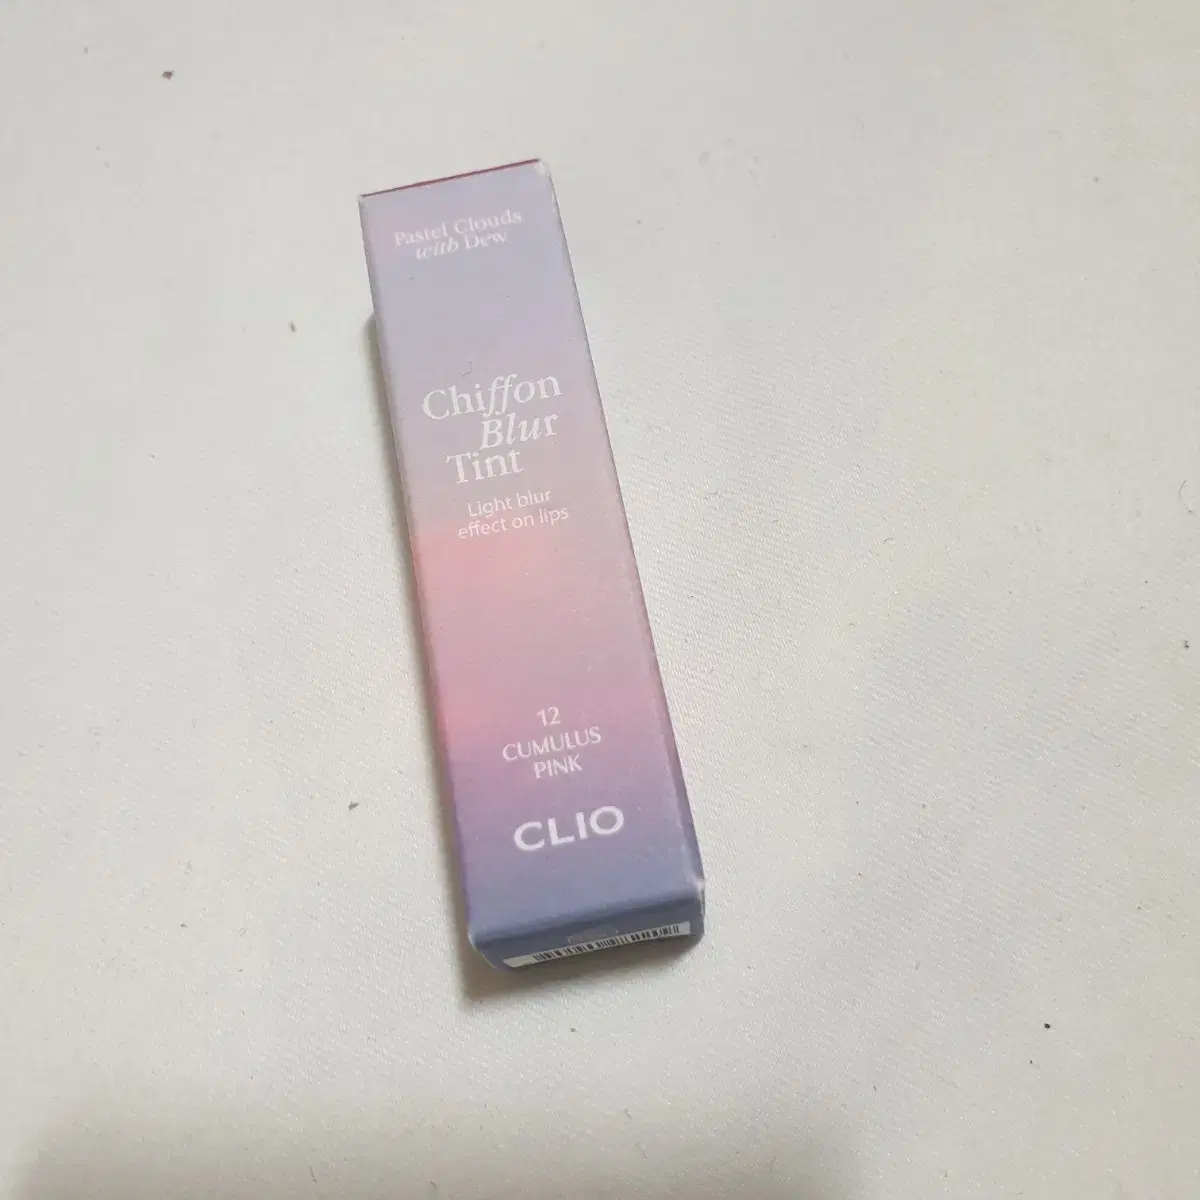 Pastel Clouds
with Dew
Chiffon
Blur
Tint
Light blur
effect on lips
12
CUMULUS
PINK
CLIO